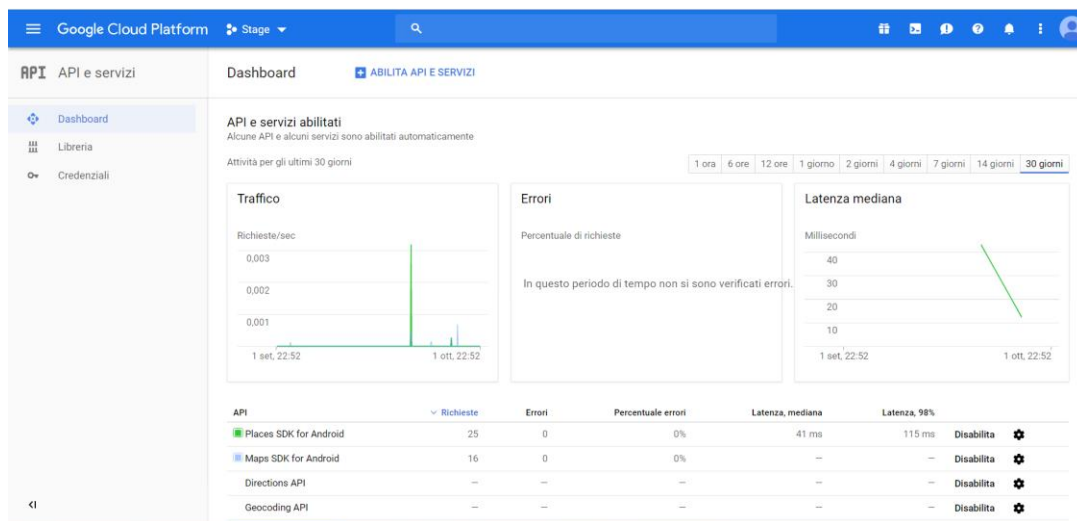 Google Cloud Platform Stage
API API e servizi
Dashboard ABILITA API E SERVIZI
Dashboard
Libreria
Credenziali
API e servizi abilitati
Alcune API e alcuni servizi sono abilitati automaticamente
Attività per gli ultimi 30 giorni
1 ora 6 ore 12 ore 1 giorno 2 giorni 4 giorni 7 giorni 14 giorni 30 giorni
Traffico
Richieste/sec
0,003
0,002
0,001
1 set, 22:52 1 ott, 22:52
Errori
Percentuale di richieste
In questo periodo di tempo non si sono verificati errori.
Latenza mediana
Millisecondi
40
30
20
10
1 set, 22:52 1 ott, 22:52
API Richieste Errori Percentuale errori Latenza, mediana Latenza, 98%
Places SDK for Android 25 0 0% 41 ms 115 ms Disabilita
Maps SDK for Android 16 0 0% — — Disabilita
Directions API — — — — — Disabilita
Geocoding API — — — — — Disabilita